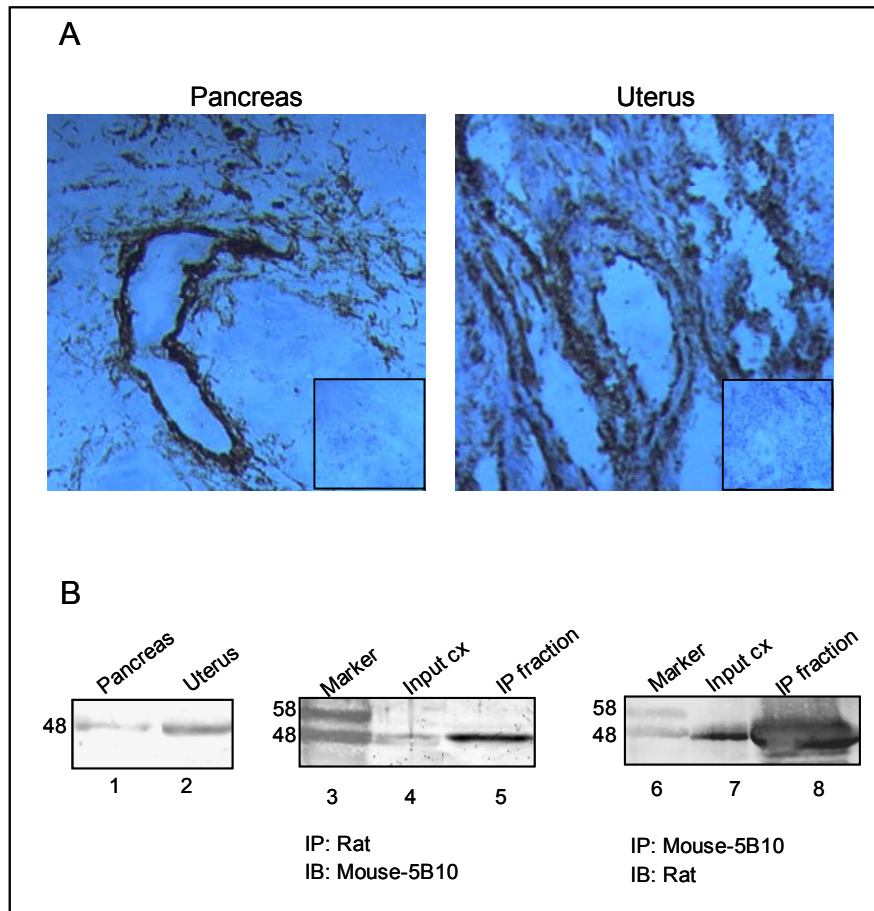 A
Pancreas Uterus
B
Pancreas Uterus
48
1 2
Marker Input cx IP fraction
58
48
3 4 5
IP: Rat
IB: Mouse-5B10
Marker Input cx IP fraction
58
48
6 7 8
IP: Mouse-5B10
IB: Rat